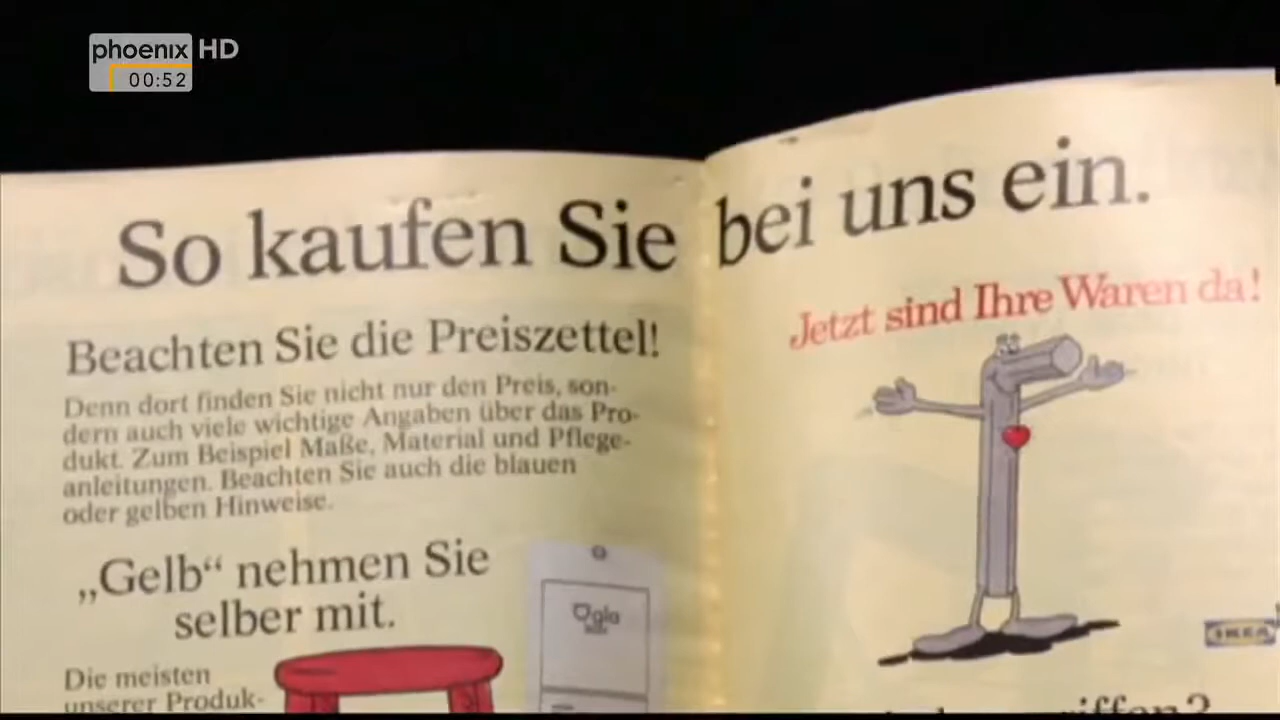 phoenix HD
00:52
So kaufen Sie bei uns ein.
Beachten Sie die Preiszettel!
Denn dort finden Sie nicht nur den Preis, son-
dern auch viele wichtige Angaben über das Pro-
dukt. Zum Beispiel Maße, Material und Pflege-
anleitungen. Beachten Sie auch die blauen
oder gelben Hinweise.
„Gelb“ nehmen Sie
selber mit.
Die meisten
unserer Produk-
Ögla
Jetzt sind Ihre Waren da!
IKEA